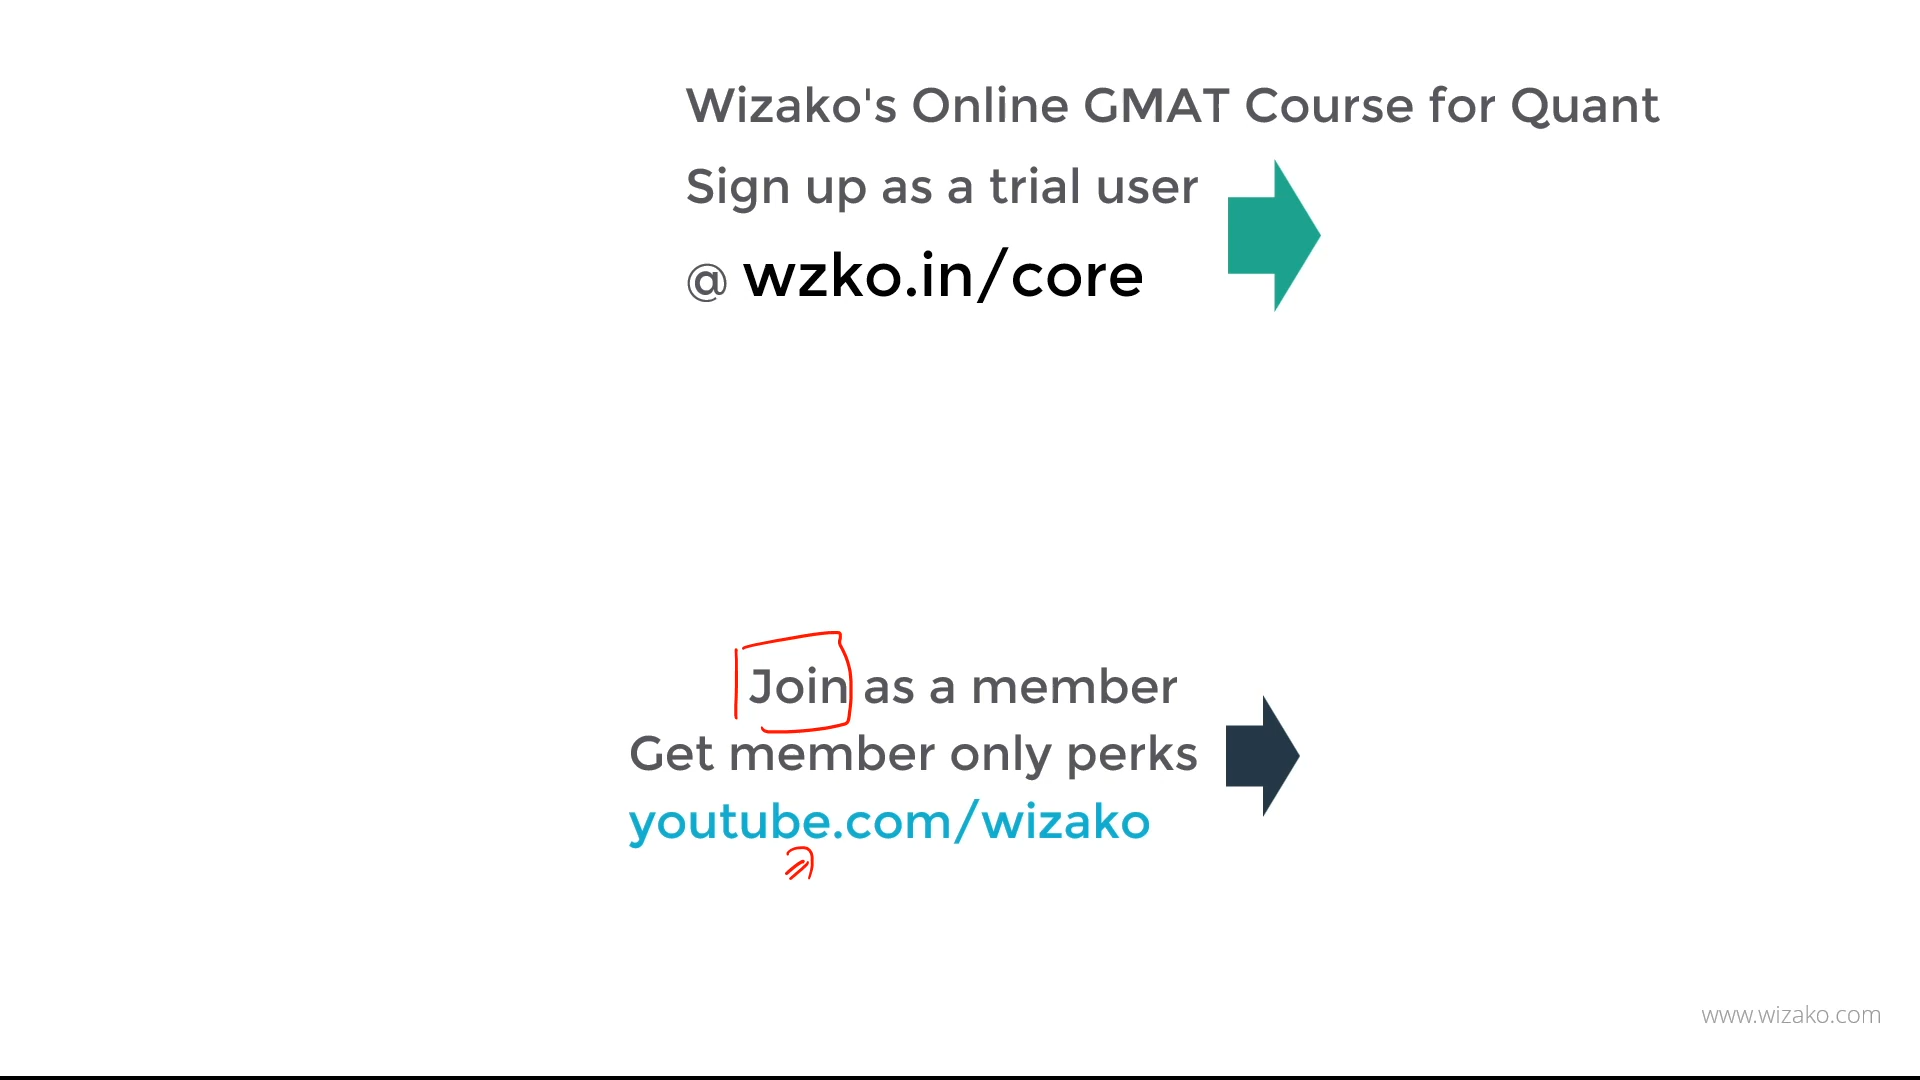 Wizako's Online GMAT Course for Quant
Sign up as a trial user
@ wzko.in/core
Join as a member
Get member only perks
youtube.com/wizako
www.wizako.com